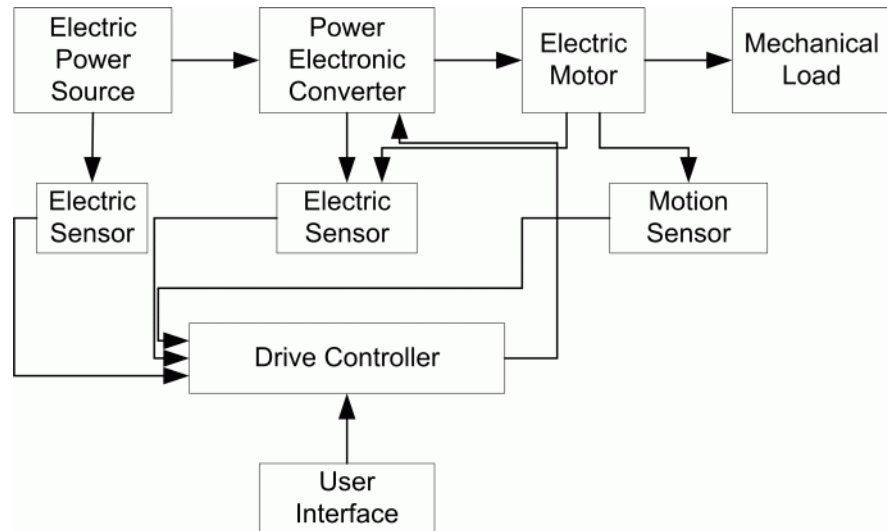 Electric
Power
Source
Power
Electronic
Converter
Electric
Motor
Mechanical
Load
Electric
Sensor
Electric
Sensor
Motion
Sensor
Drive Controller
User
Interface